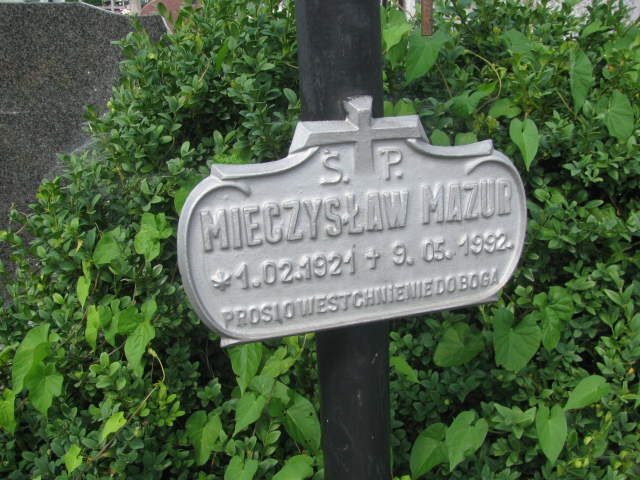 Ś. P.
MIECZYSŁAW MAZUR
*1.02.1921 † 9. 05. 1992.
PROSI O WESTCHNIENIE DO BOGA